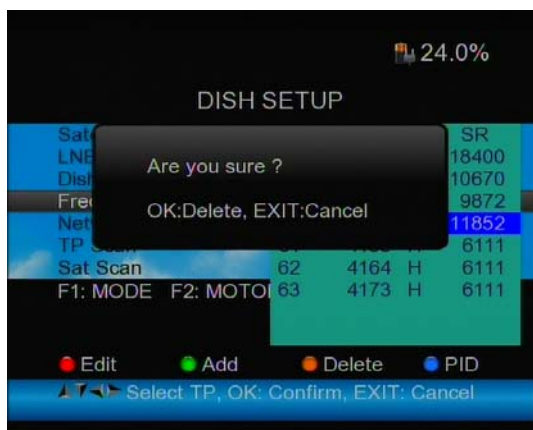 24.0%
DISH SETUP
SR
18400
Are you sure ?
10670
9872
OK:Delete, EXIT:Cancel
11852
6111
Sat Scan 62 4164 H 6111
F1: MODE F2: 63 4173 H 6111
Edit Add Delete PID
Select TP, OK: Confirm, EXIT: Cancel